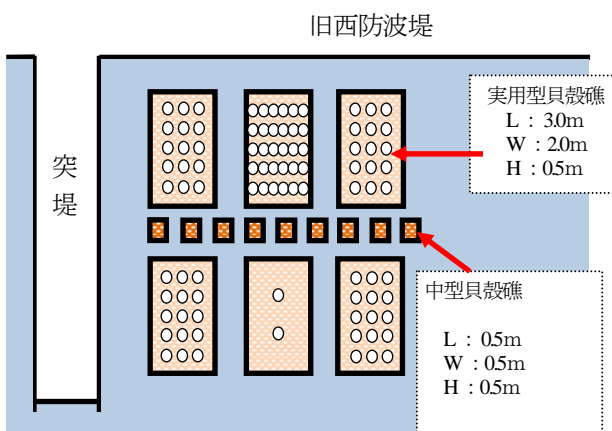 旧西防波堤
突
堤
実用型貝殻礁
L : 3.0m
W : 2.0m
H : 0.5m
中型貝殻礁
L : 0.5m
W : 0.5m
H : 0.5m